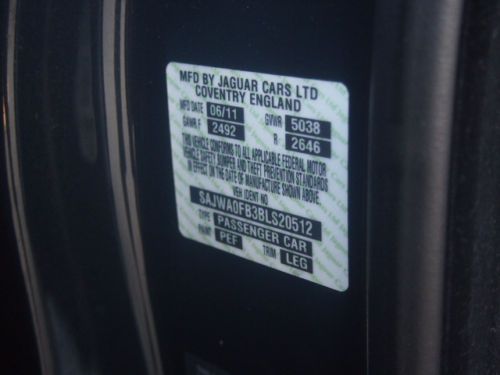 MFD BY JAGUAR CARS LTD
COVENTRY ENGLAND
MFD DATE 06/11 GVWR 5038
GAWR.F 2492 R 2646
THIS VEHICLE CONFORMS TO ALL APPLICABLE FEDERAL MOTOR
VEHICLE SAFETY, BUMPER AND THEFT PREVENTION STANDARDS
IN EFFECT ON THE DATE OF MANUFACTURE SHOWN ABOVE.
VEH IDENT NO
SAJWA0FB3BLS20512
TYPE PASSENGER CAR
PAINT PEF TRIM LEG